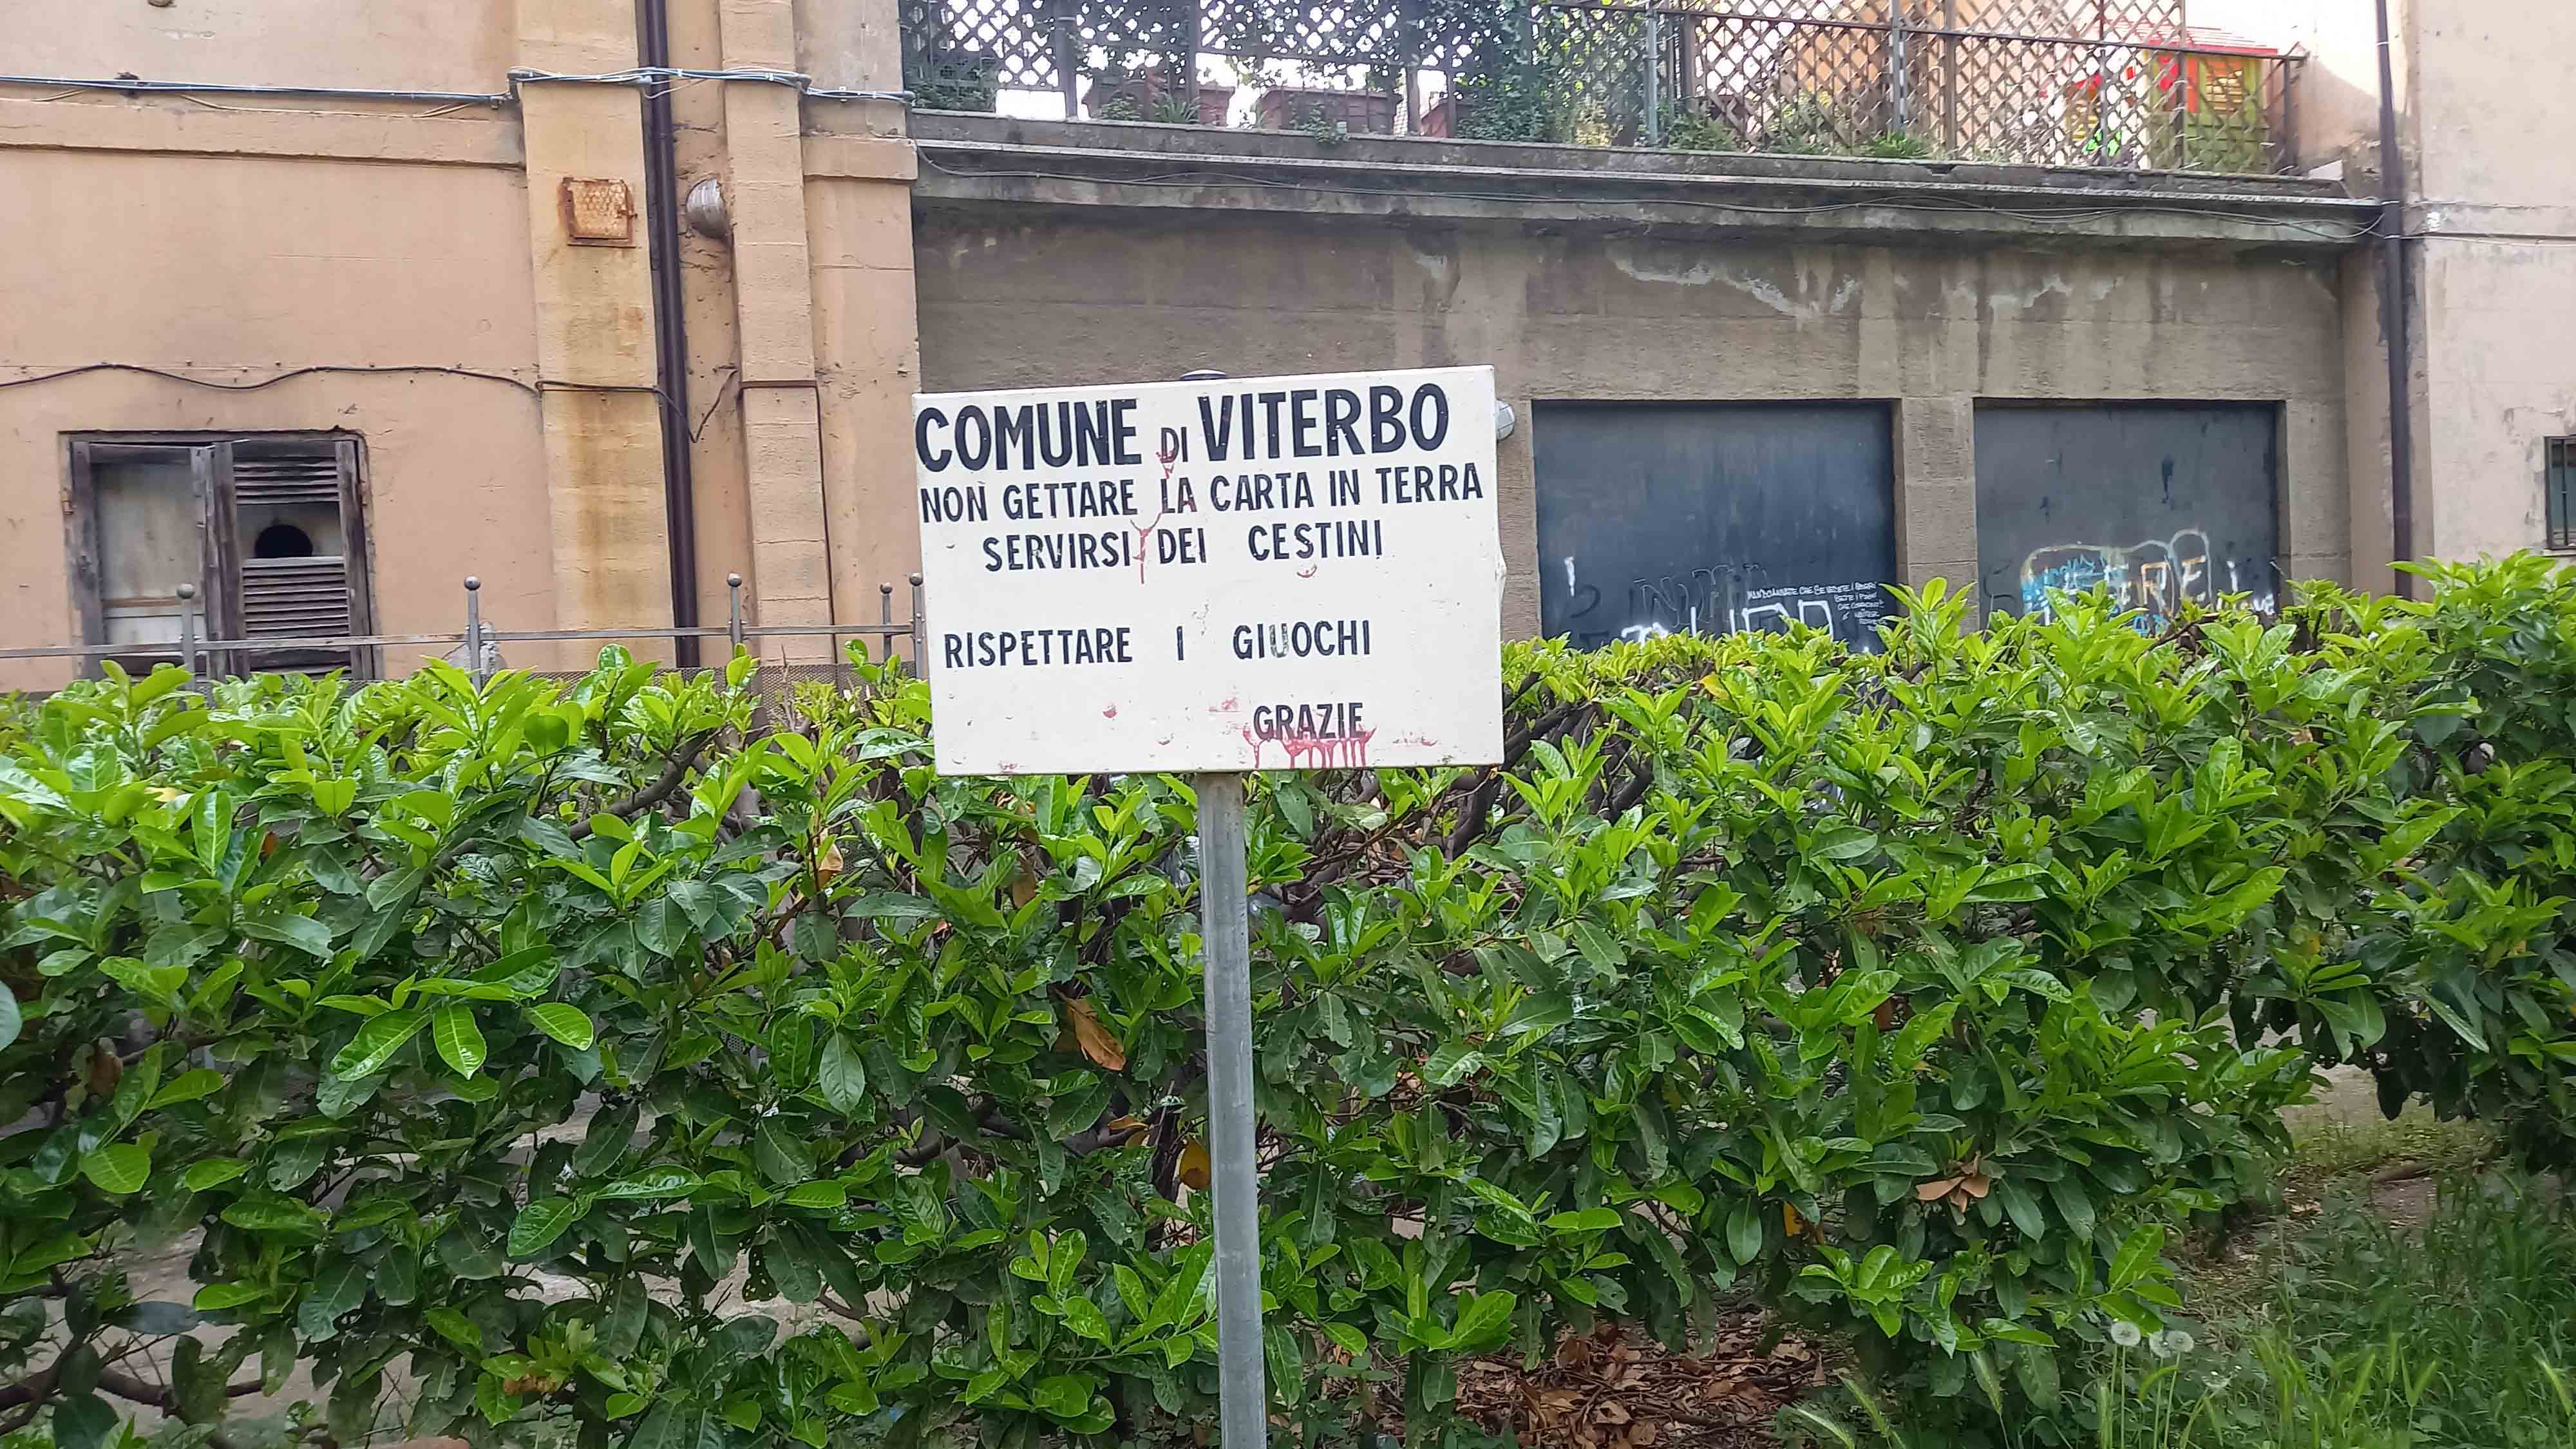 COMUNE DI VITERBO
NON GETTARE LA CARTA IN TERRA
SERVIRSI DEI CESTINI
RISPETTARE I GIUOCHI
GRAZIE